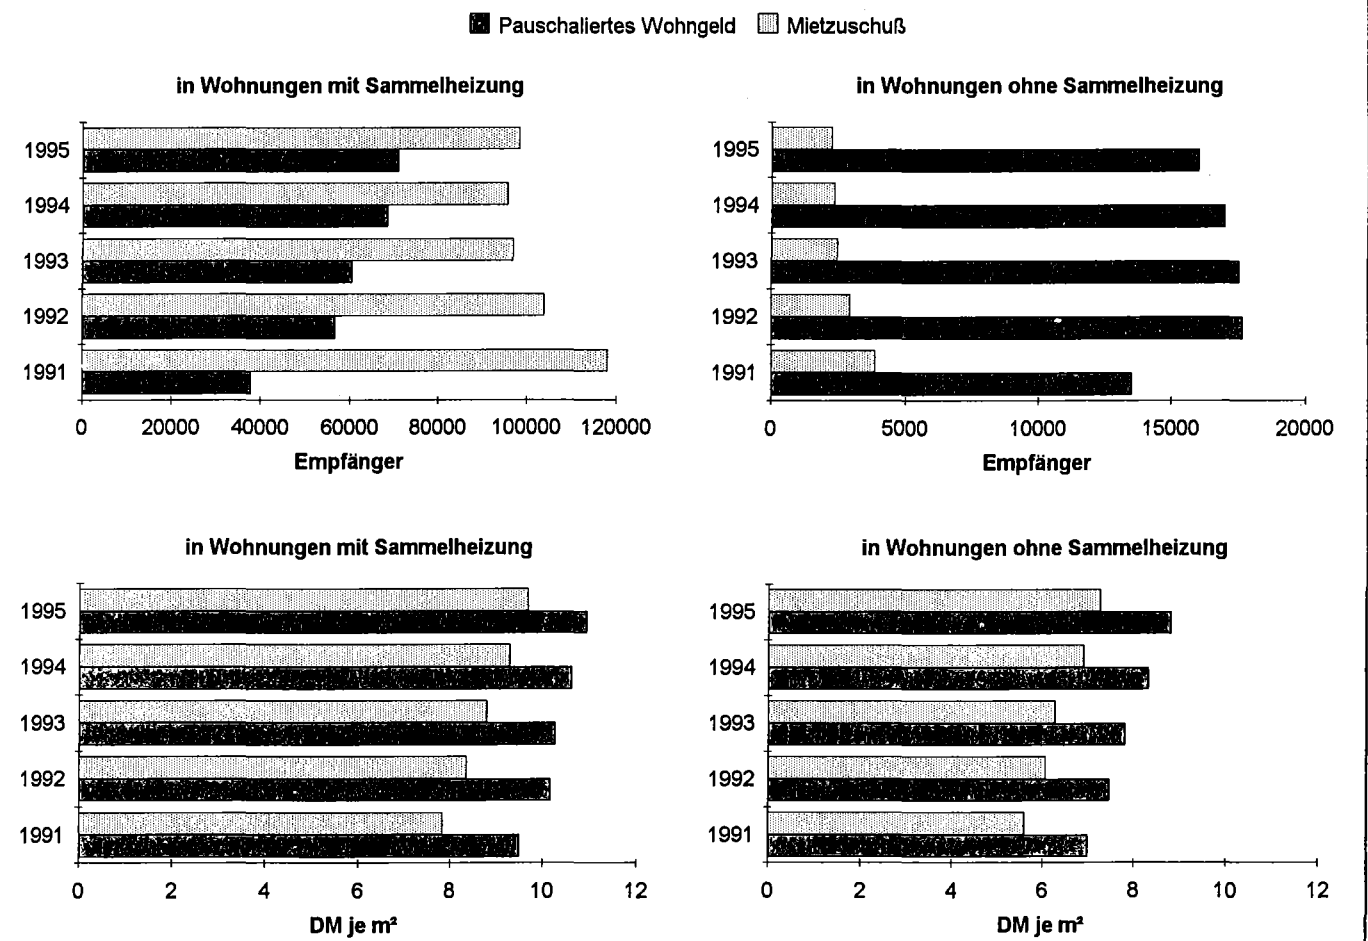 Pauschaliertes Wohngeld Mietzuschuß
in Wohnungen mit Sammelheizung
1995
1994
1993
1992
1991
0 20000 40000 60000 80000 100000 120000
Empfänger
in Wohnungen ohne Sammelheizung
1995
1994
1993
1992
1991
0 5000 10000 15000 20000
Empfänger
in Wohnungen mit Sammelheizung
1995
1994
1993
1992
1991
0 2 4 6 8 10 12
DM je m²
in Wohnungen ohne Sammelheizung
1995
1994
1993
1992
1991
0 2 4 6 8 10 12
DM je m²